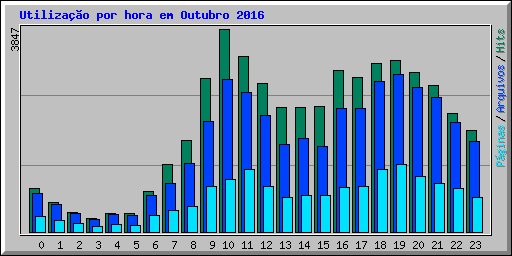 Utilização por hora em Outubro 2016
3847
Páginas / Arquivos / Hits
0 1 2 3 4 5 6 7 8 9 10 11 12 13 14 15 16 17 18 19 20 21 22 23